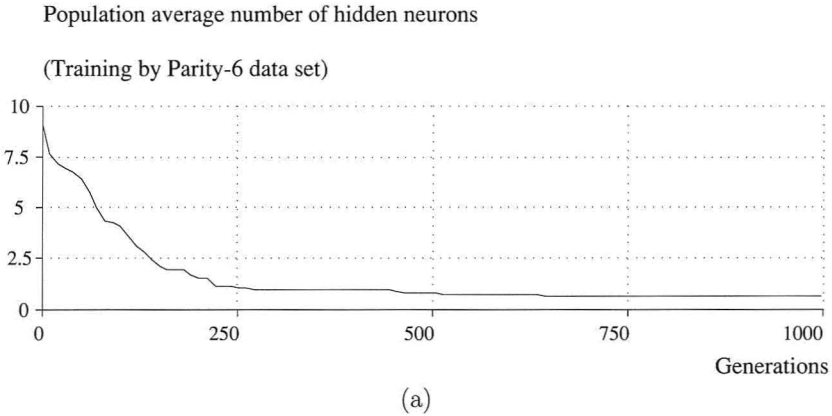 Population average number of hidden neurons
(Training by Parity-6 data set)
10
7.5
5
2.5
0
0 250 500 750 1000
Generations
(a)